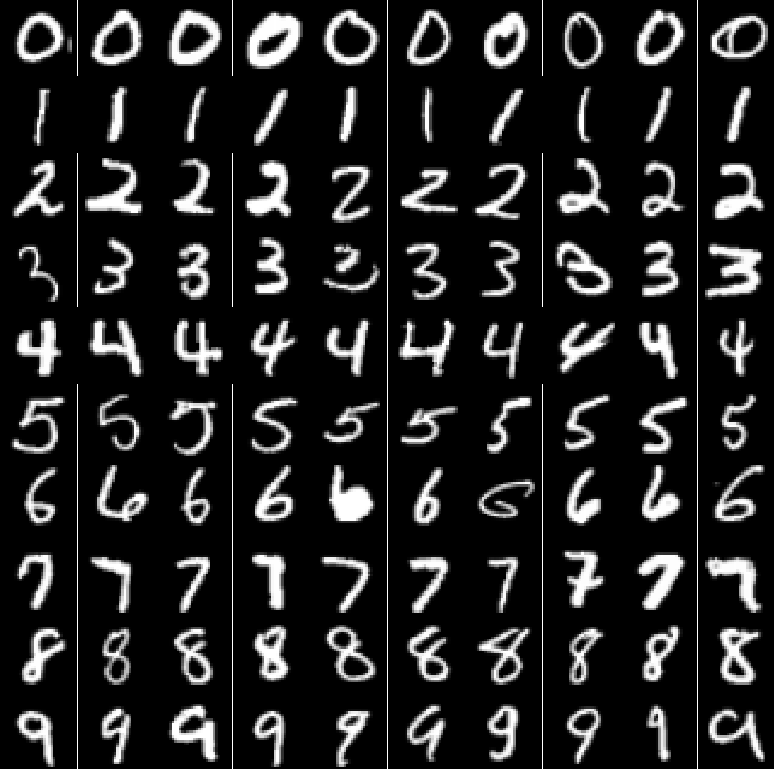 0 0 0 0 0 0 0 0 0 0
1 1 1 1 1 1 1 1 1 1
2 2 2 2 2 2 2 2 2 2
3 3 3 3 3 3 3 3 3 3
4 4 4 4 4 4 4 4 4 4
5 5 5 5 5 5 5 5 5 5
6 6 6 6 6 6 6 6 6 6
7 7 7 7 7 7 7 7 7 7
8 8 8 8 8 8 8 8 8 8
9 9 9 9 9 9 9 9 9 9